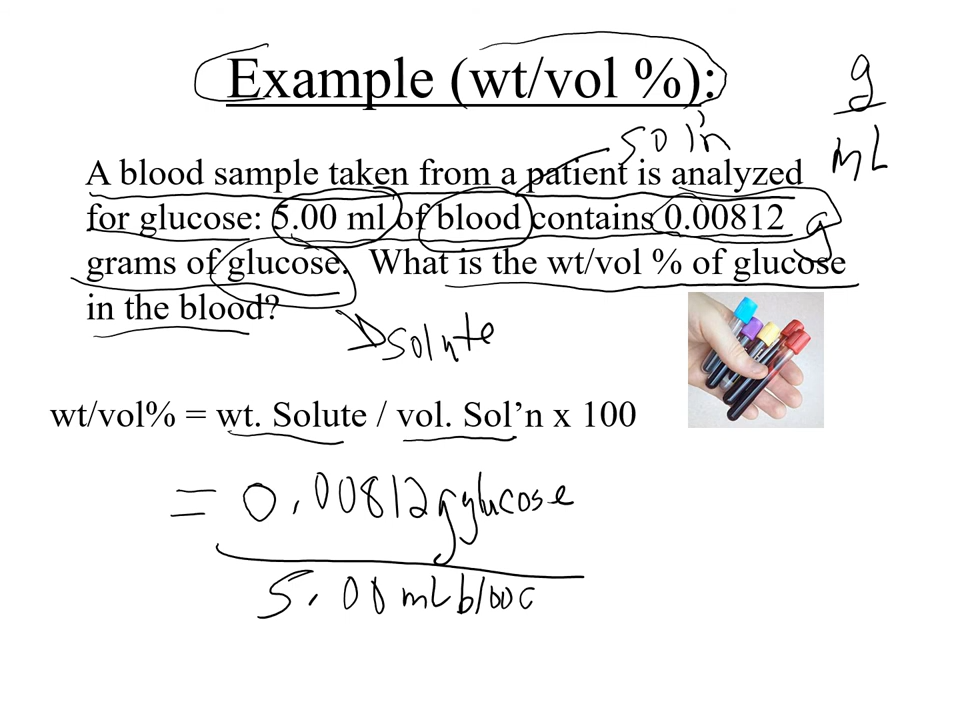 Example (wt/vol %):
g
mL
sol'n
A blood sample taken from a patient is analyzed
for glucose: 5.00 ml of blood contains 0.00812
g
grams of glucose. What is the wt/vol % of glucose
in the blood?
solute
wt/vol% = wt. Solute / vol. Sol’n x 100
= 0.00812g glucose
5.00 mL blood